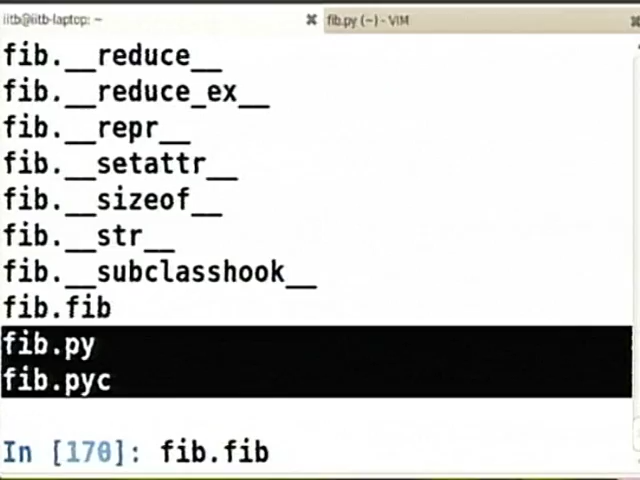 iitb@iitb-laptop: ~
fib.py (~) - VIM
fib.__reduce__
fib.__reduce_ex__
fib.__repr__
fib.__setattr__
fib.__sizeof__
fib.__str__
fib.__subclasshook__
fib.fib
fib.py
fib.pyc
In [170]: fib.fib